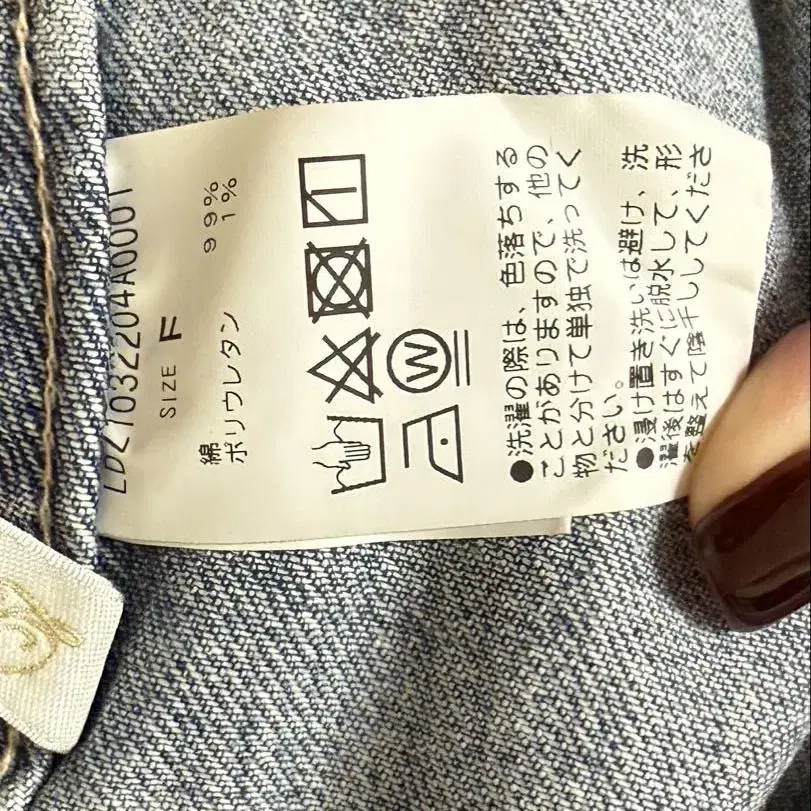 LDZ1032204A0001
SIZE F
綿 99%
ポリウレタン 1%
W
●洗濯の際は、色落ちする
ことがありますので、他の
物と分けて単独で洗ってく
ださい。
●浸け置き洗いは避け、洗
濯後はすぐに脱水して、形
を整えて陰干ししてくださ